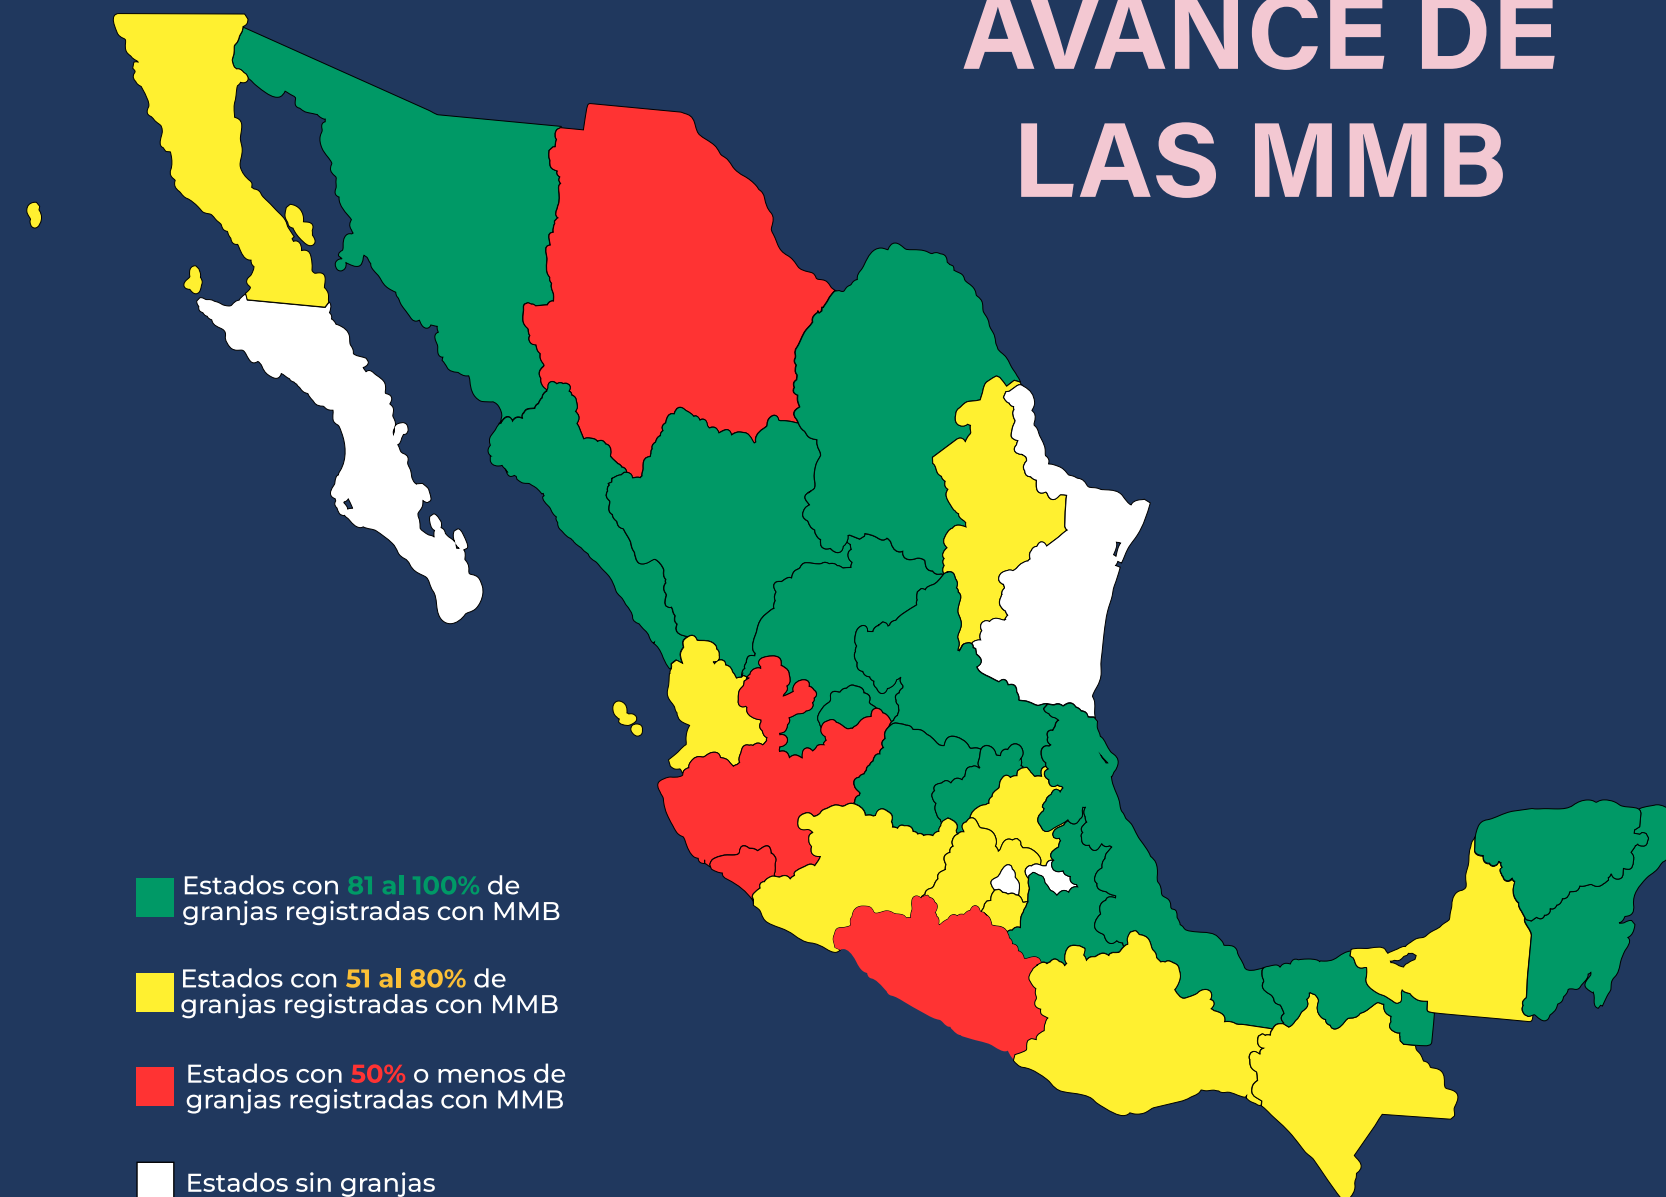 AVANCE DE
LAS MMB
Estados con 81 al 100% de
granjas registradas con MMB
Estados con 51 al 80% de
granjas registradas con MMB
Estados con 50% o menos de
granjas registradas con MMB
Estados sin granjas